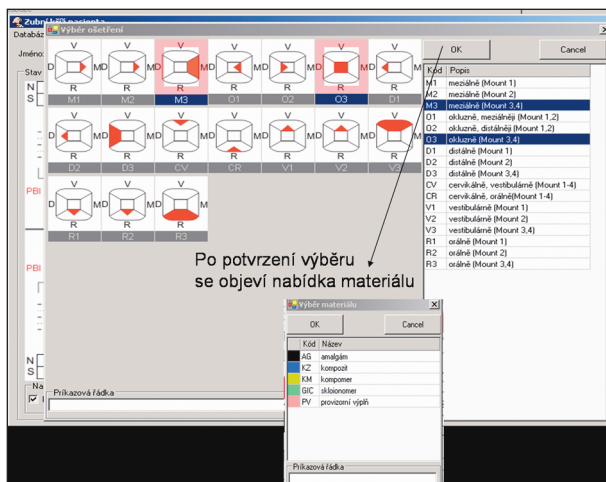 Zubní kříž pacienta
Výběr ošetření
Databáz
Jméno:
Stav
N
S
PBI
PBI
N
S
Na
V D M R M1
V D M R M2
V D M R M3
V D M R O1
V D M R O2
V D M R O3
V D M R D1
V D M R D2
V D M R D3
V D M R CV
V D M R CR
V D M R V1
V D M R V2
V D M R V3
V D M R R1
V D M R R2
V D M R R3
OK Cancel
Kód Popis
M1 meziálně (Mount 1)
M2 meziálně (Mount 2)
M3 meziálně (Mount 3,4)
O1 okluzně, meziálněji (Mount 1,2)
O2 okluzně, distálněji (Mount 1,2)
O3 okluzně (Mount 3,4)
D1 distálně (Mount 1)
D2 distálně (Mount 2)
D3 distálně (Mount 3,4)
CV cervikálně, vestibulárně (Mount 1-4)
CR cervikálně, orálně(Mount 1-4)
V1 vestibulárně (Mount 1)
V2 vestibulárně (Mount 2)
V3 vestibulárně (Mount 3,4)
R1 orálně (Mount 1)
R2 orálně (Mount 2)
R3 orálně (Mount 3,4)
Po potvrzení výběru
se objeví nabídka materiálu
Výběr materiálu
OK Cancel
Kód Název
AG amalgám
KZ kompozit
KM kompomer
GIC skloionomer
PV provizorní výplň
Príkazová řádka
Príkazová řádka